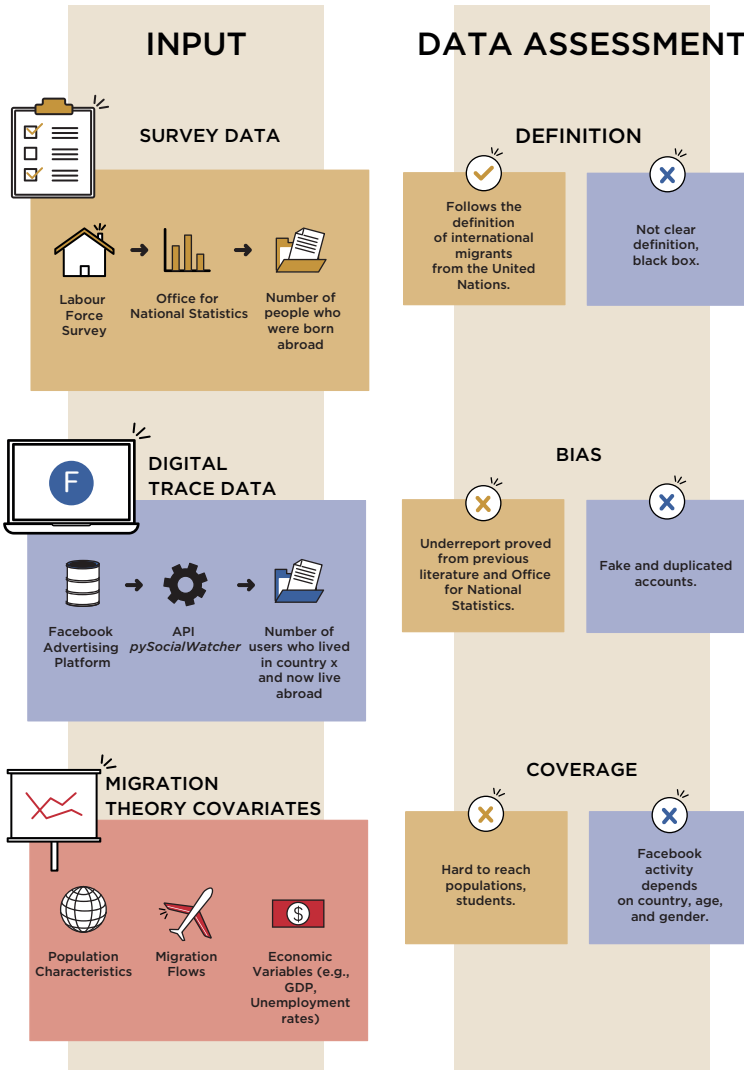 INPUT
SURVEY DATA
Labour
Force
Survey
Office for
National Statistics
Number of
people who
were born
abroad
F
DIGITAL
TRACE DATA
Facebook
Advertising
Platform
API
pySocialWatcher
Number of
users who lived
in country x
and now live
abroad
MIGRATION
THEORY COVARIATES
Population
Characteristics
Migration
Flows
$
Economic
Variables (e.g.,
GDP,
Unemployment
rates)
DATA ASSESSMENT
DEFINITION
Follows the
definition
of international
migrants
from the United
Nations.
Not clear
definition,
black box.
BIAS
Underreport proved
from previous
literature and Office
for National
Statistics.
Fake and duplicated
accounts.
COVERAGE
Hard to reach
populations,
students.
Facebook
activity
depends
on country, age,
and gender.